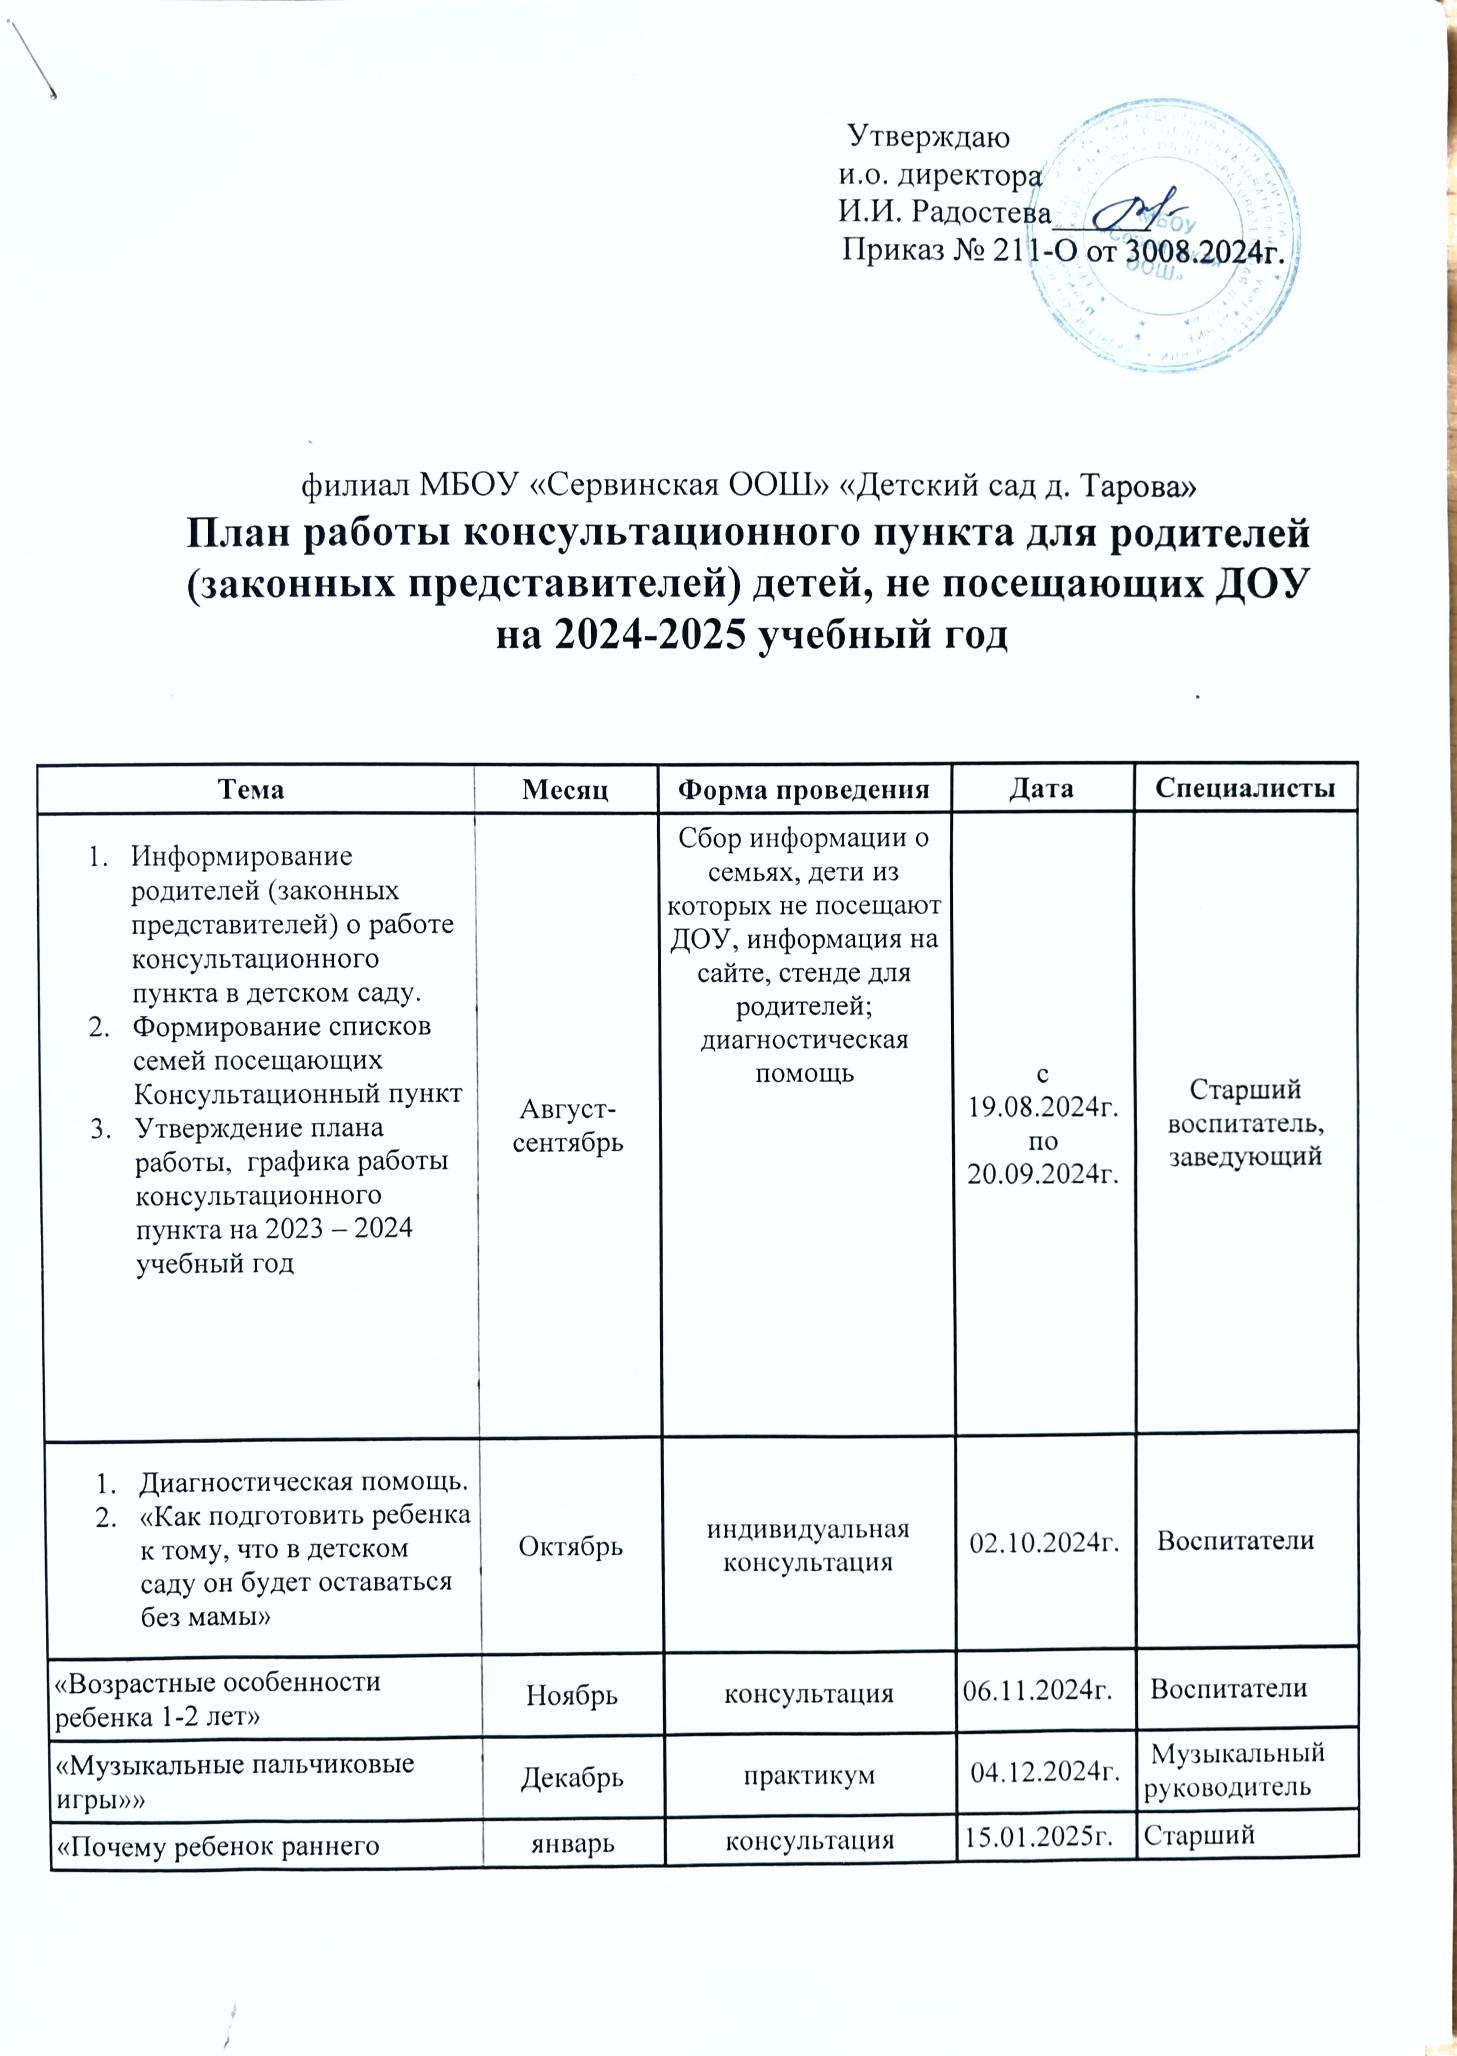 Утверждаю
и.о. директора
И.И. Радостева
Приказ № 211-О от 3008.2024г.
МБОУ
ООШ»
филиал МБОУ «Сервинская ООШ» «Детский сад д. Тарова»
План работы консультационного пункта для родителей
(законных представителей) детей, не посещающих ДОУ
на 2024-2025 учебный год
Тема Месяц Форма проведения Дата Специалисты
1. Информирование
родителей (законных
представителей) о работе
консультационного
пункта в детском саду.
2. Формирование списков
семей посещающих
Консультационный пункт
3. Утверждение плана
работы, графика работы
консультационного
пункта на 2023 – 2024
учебный год
Август-
сентябрь
Сбор информации о
семьях, дети из
которых не посещают
ДОУ, информация на
сайте, стенде для
родителей;
диагностическая
помощь
с
19.08.2024г.
по
20.09.2024г.
Старший
воспитатель,
заведующий
1. Диагностическая помощь.
2. «Как подготовить ребенка
к тому, что в детском
саду он будет оставаться
без мамы»
Октябрь
индивидуальная
консультация
02.10.2024г.
Воспитатели
«Возрастные особенности
ребенка 1-2 лет»
Ноябрь
консультация
06.11.2024г.
Воспитатели
«Музыкальные пальчиковые
игры»»
Декабрь
практикум
04.12.2024г.
Музыкальный
руководитель
«Почему ребенок раннего
январь
консультация
15.01.2025г.
Старший